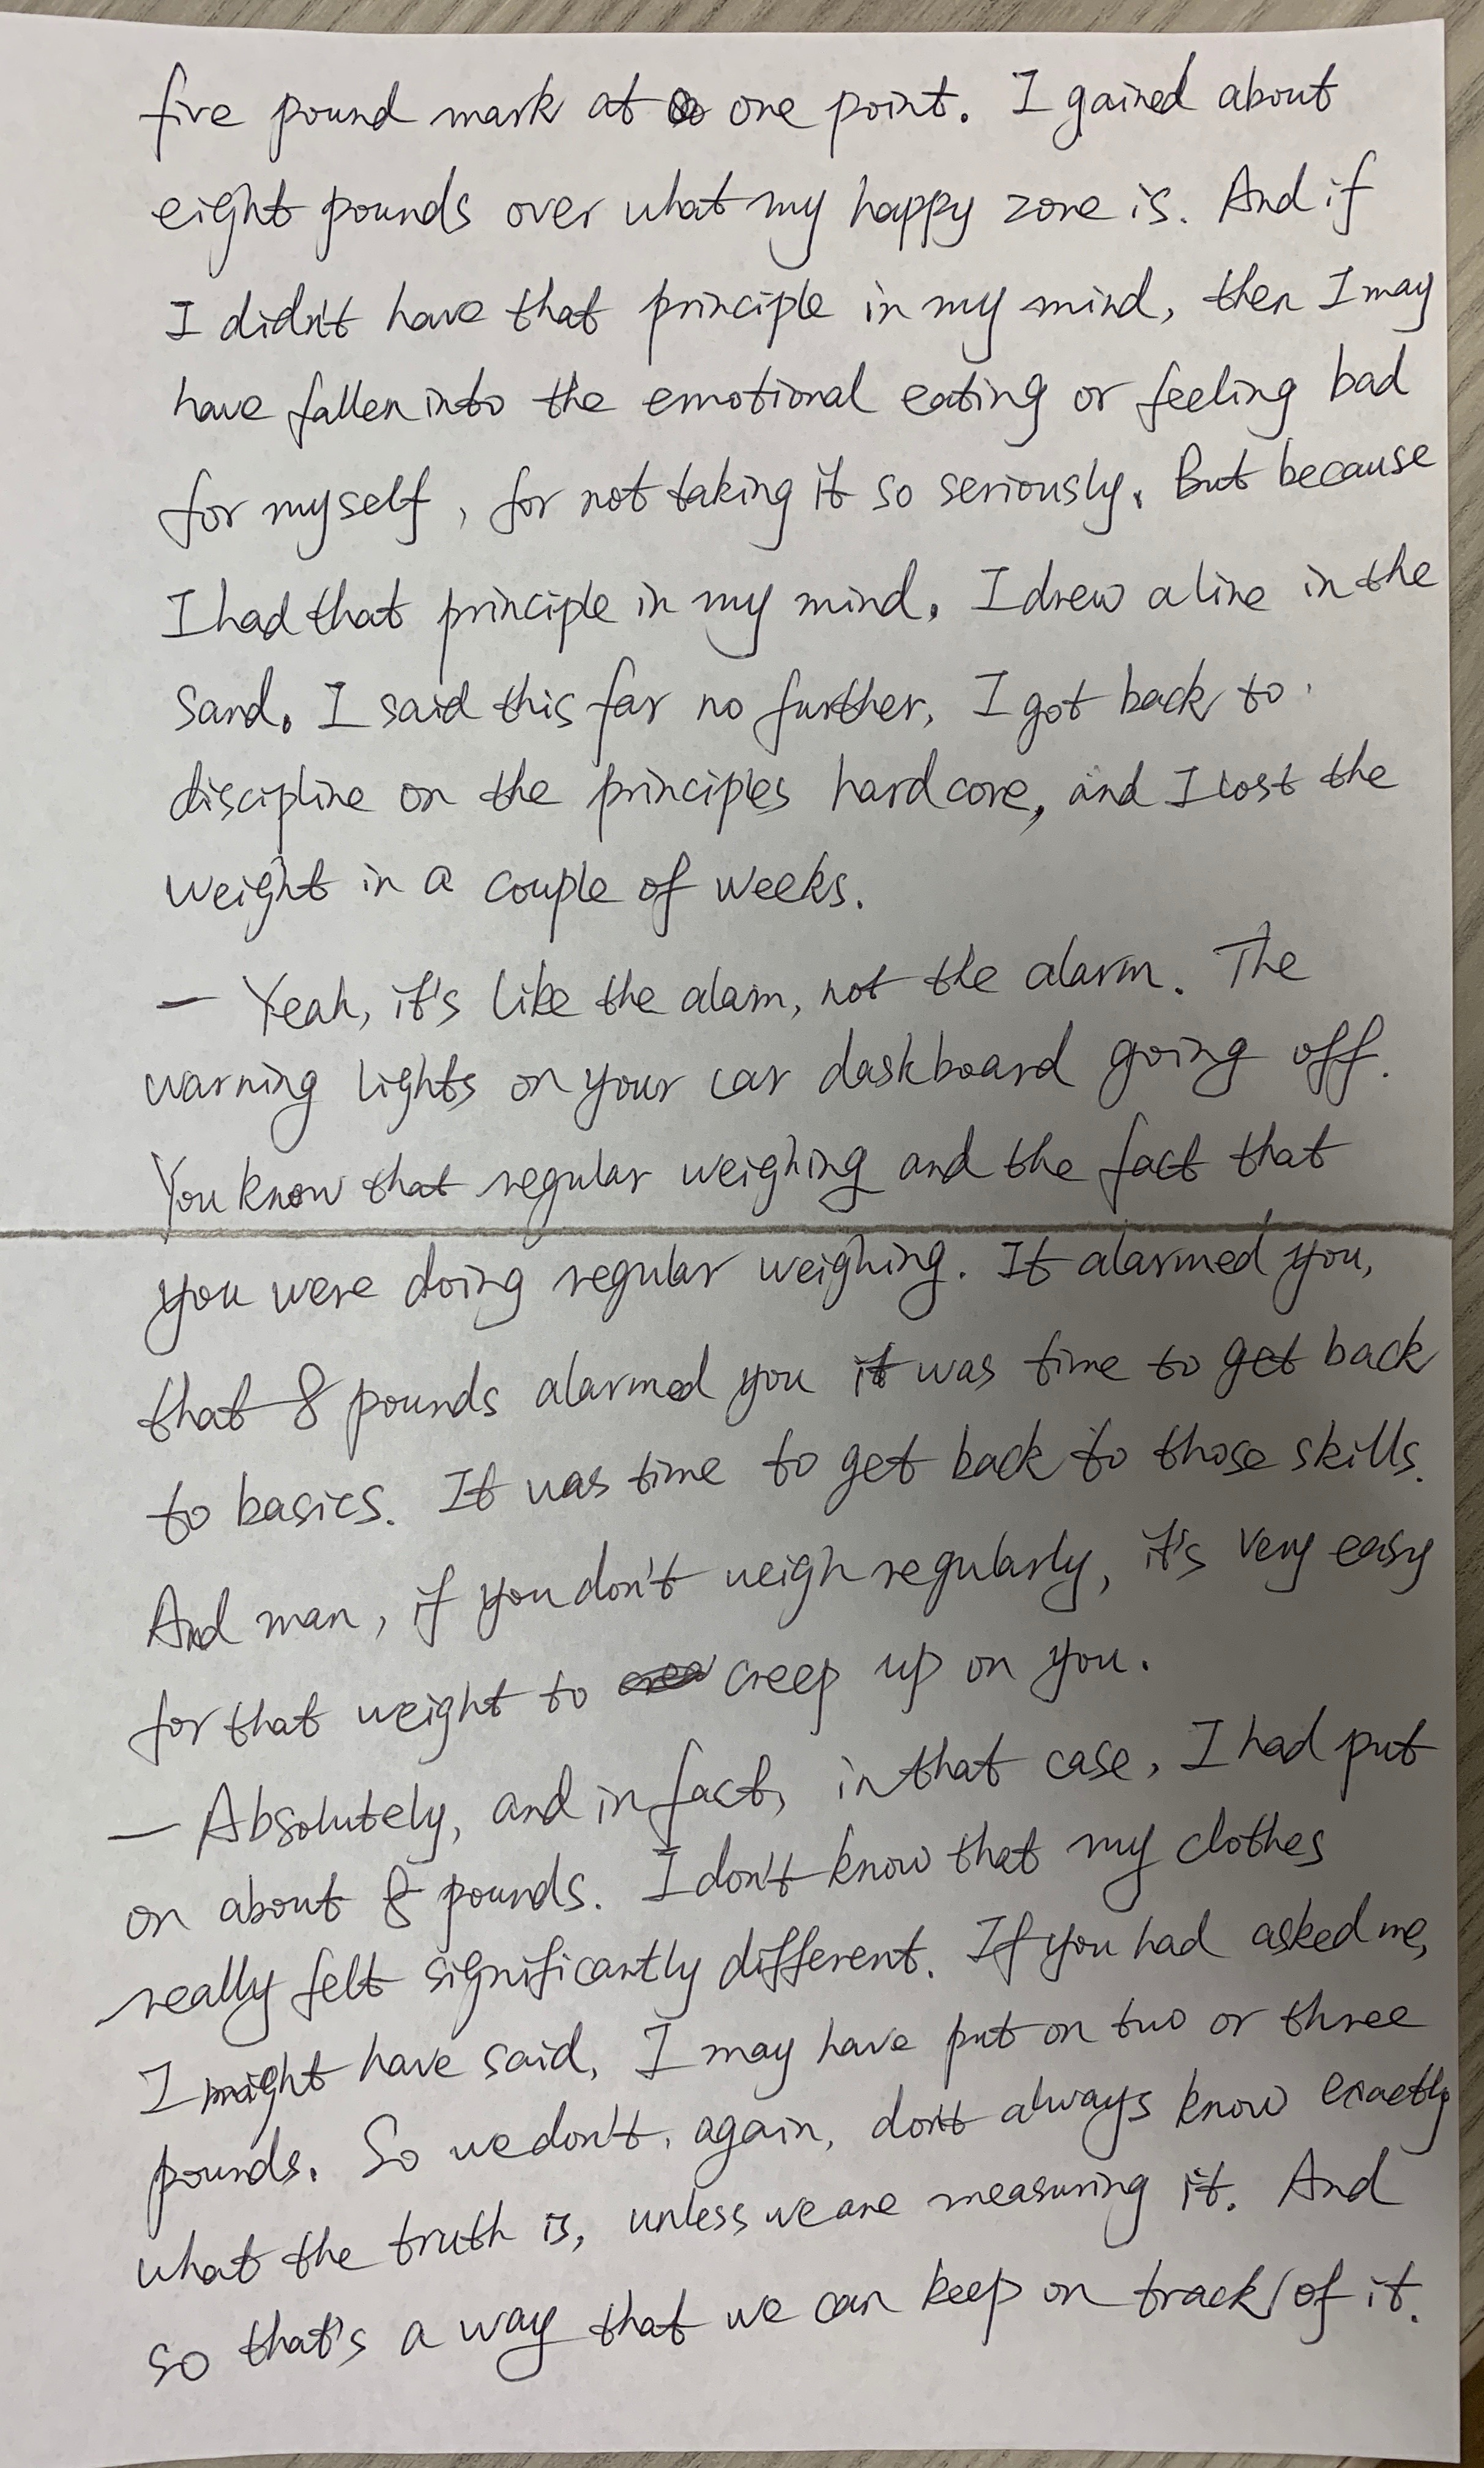 five pound mark at one point. I gained about
eight pounds over what my happy zone is. And if
I didn't have that principle in my mind, then I may
have fallen into the emotional eating or feeling bad
for myself, for not taking it so seriously. But because
I had that principle in my mind. I drew a line in the
sand. I said this far no further, I got back to
discipline on the principles hardcore, and I lost the
weight in a couple of weeks.
— Yeah, it's like the alam, not the alarm. The
warning lights on your car daskboard going off.
You know that regular weighing and the fact that
you were doing regular weighing. It alarmed you,
that 8 pounds alarmed you it was time to get back
to basics. It was time to get back to those skills.
And man, if you don't weigh regularly, it's very easy
for that weight to creep up on you.
— Absolutely, and in fact, in that case, I had put
on about 8 pounds. I don't know that my clothes
really felt significantly different. If you had asked me,
I might have said, I may have put on two or three
pounds. So we don't, again, don't always know exactly
what the truth is, unless we are measuring it. And
so that's a way that we can keep on track of it.